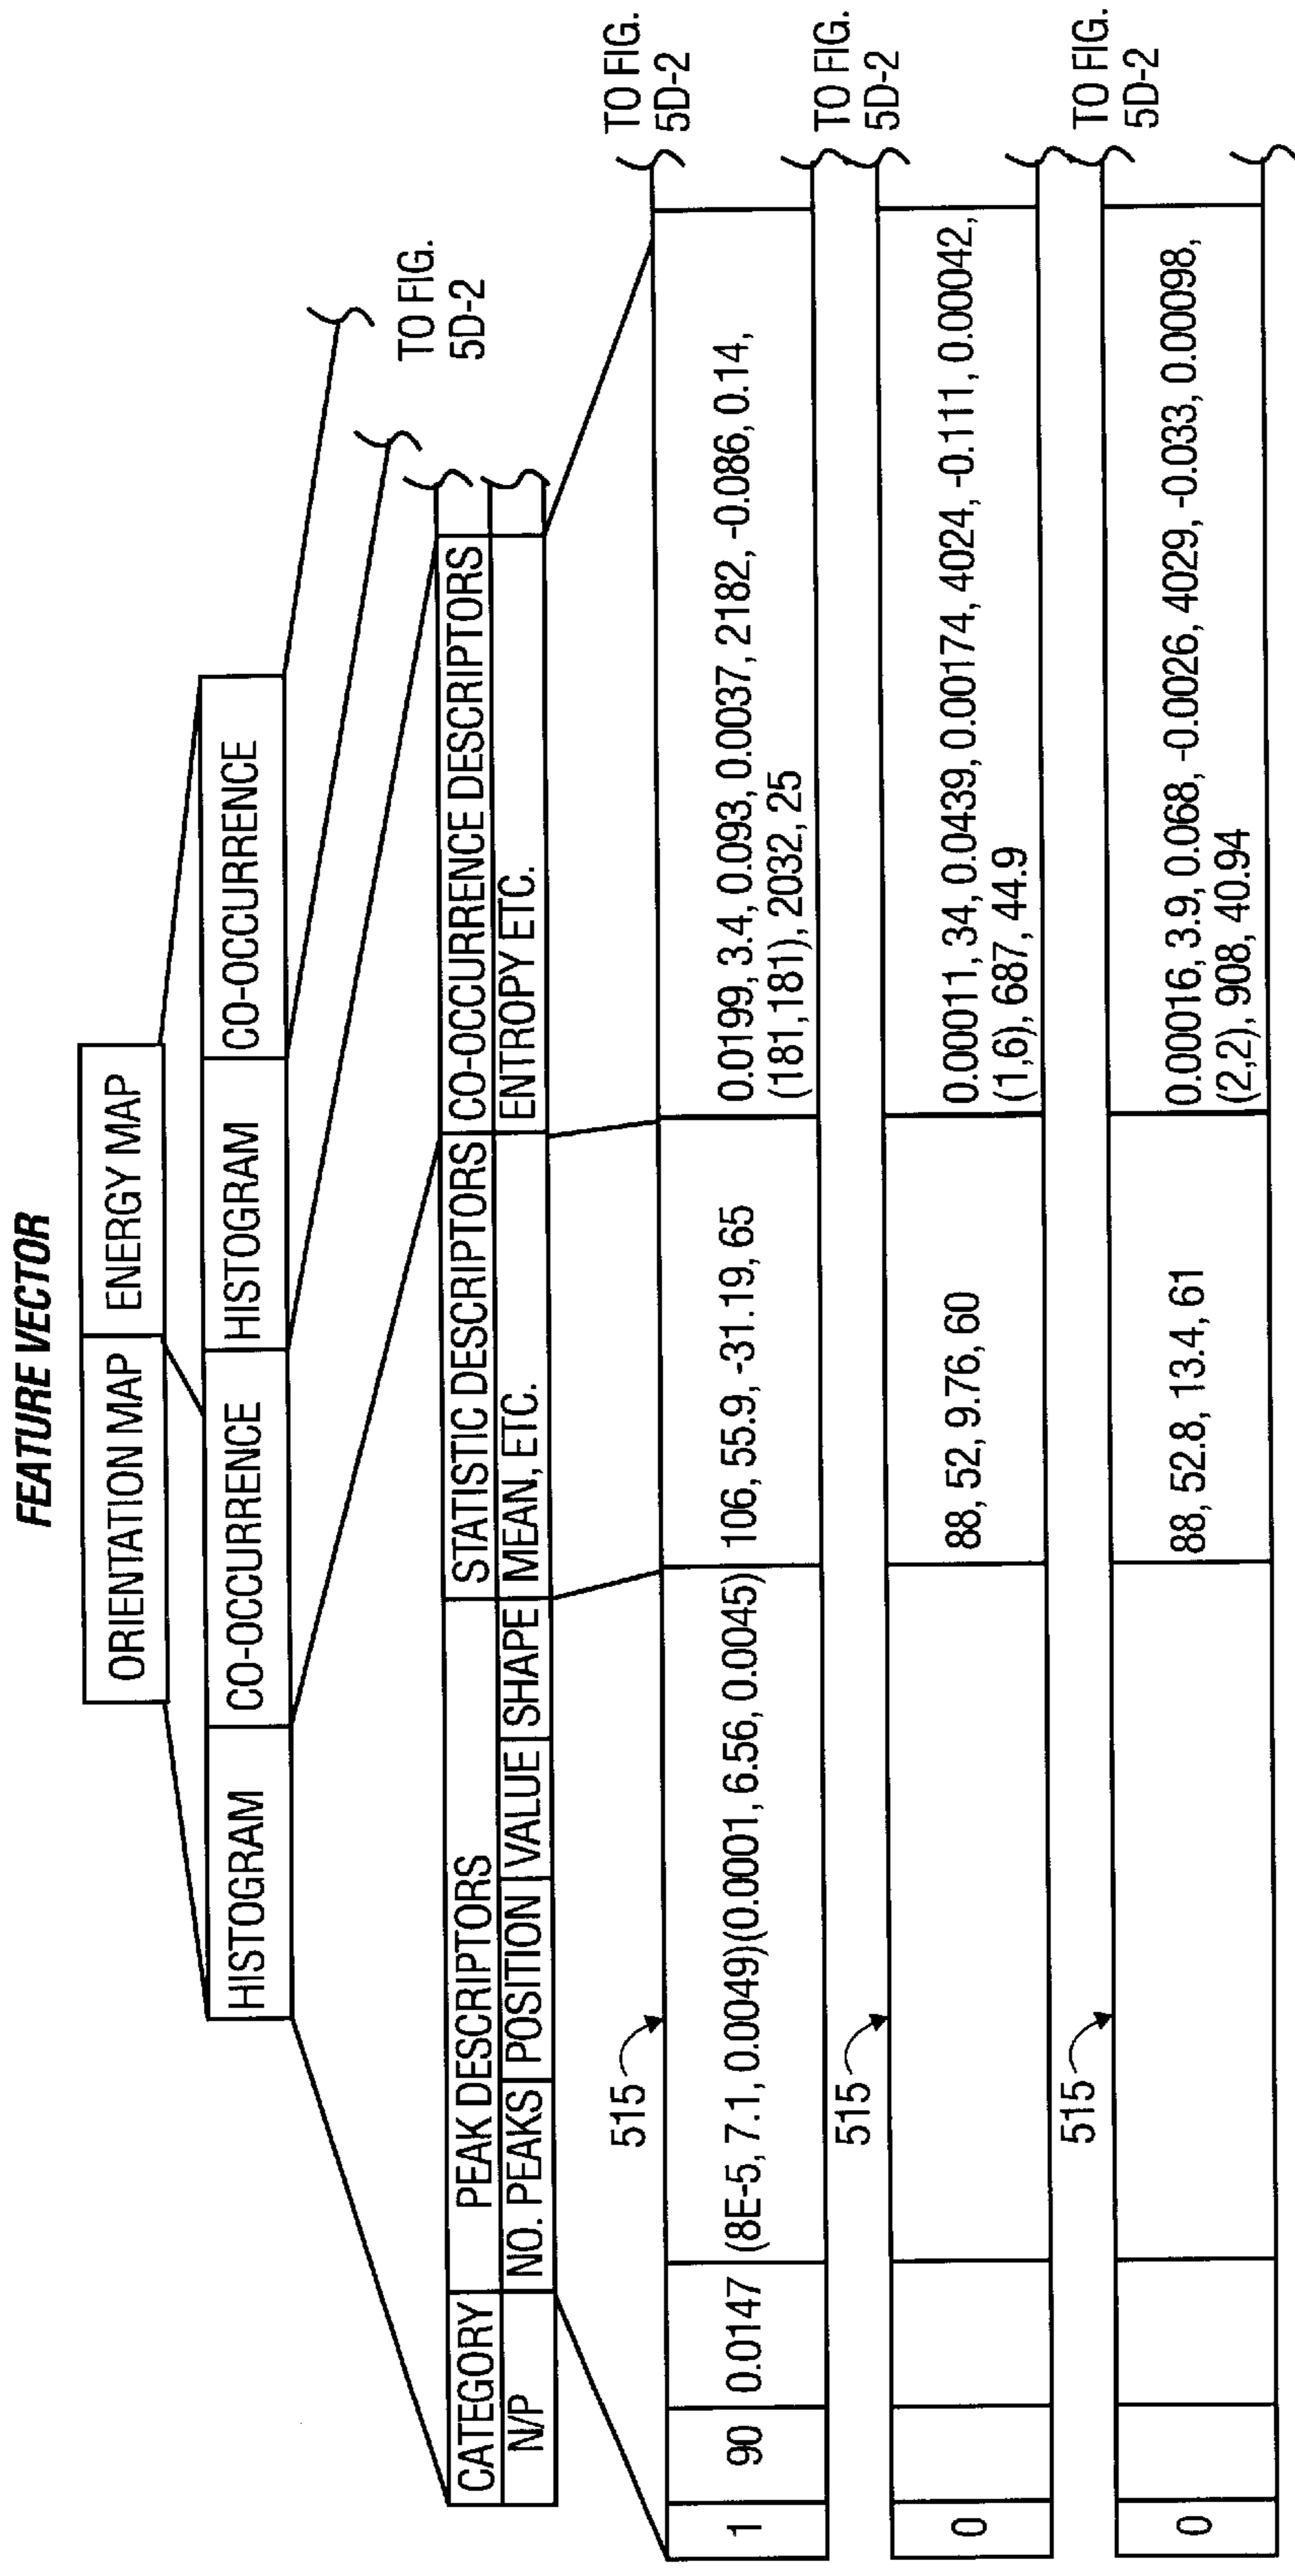 FEATURE VECTOR
ORIENTATION MAP ENERGY MAP
HISTOGRAM CO-OCCURRENCE HISTOGRAM CO-OCCURRENCE
TO FIG.
5D-2
CATEGORY PEAK DESCRIPTORS STATISTIC DESCRIPTORS CO-OCCURRENCE DESCRIPTORS
N/P NO. PEAKS POSITION VALUE SHAPE MEAN, ETC. ENTROPY ETC.
515
TO FIG.
5D-2
1 90 0.0147 (8E-5, 7.1, 0.0049)(0.0001, 6.56, 0.0045) 106, 55.9, -31.19, 65 0.0199, 3.4, 0.093, 0.0037, 2182, -0.086, 0.14,
(181,181), 2032, 25
515
TO FIG.
5D-2
0 88, 52, 9.76, 60 0.00011, 34, 0.0439, 0.00174, 4024, -0.111, 0.00042,
(1,6), 687, 44.9
515
TO FIG.
5D-2
0 88, 52.8, 13.4, 61 0.00016, 3.9, 0.068, -0.0026, 4029, -0.033, 0.00098,
(2,2), 908, 40.94